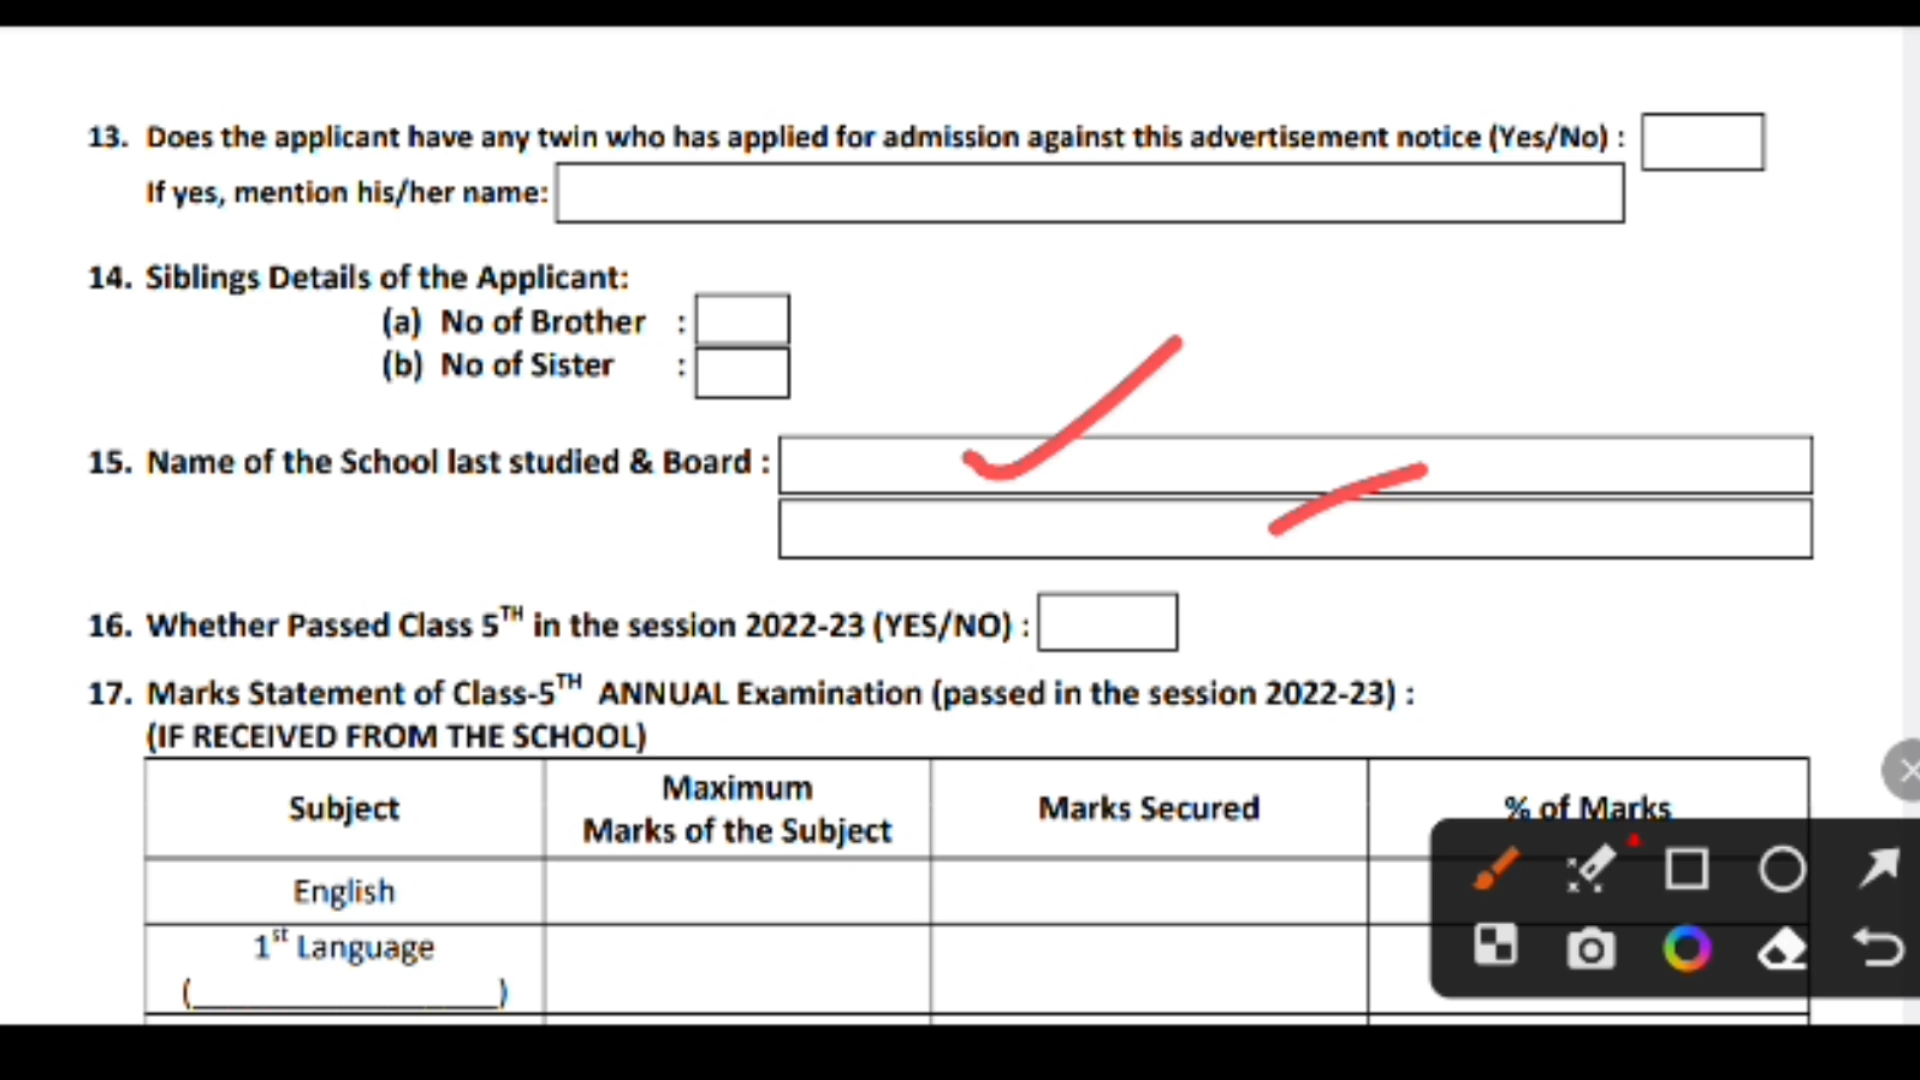 13. Does the applicant have any twin who has applied for admission against this advertisement notice (Yes/No) :
If yes, mention his/her name:
14. Siblings Details of the Applicant:
(a) No of Brother :
(b) No of Sister :
15. Name of the School last studied & Board :
16. Whether Passed Class 5TH in the session 2022-23 (YES/NO) :
17. Marks Statement of Class-5TH ANNUAL Examination (passed in the session 2022-23) :
(IF RECEIVED FROM THE SCHOOL)
Subject
Maximum
Marks of the Subject
Marks Secured
% of Marks
English
1st Language
(____________________)